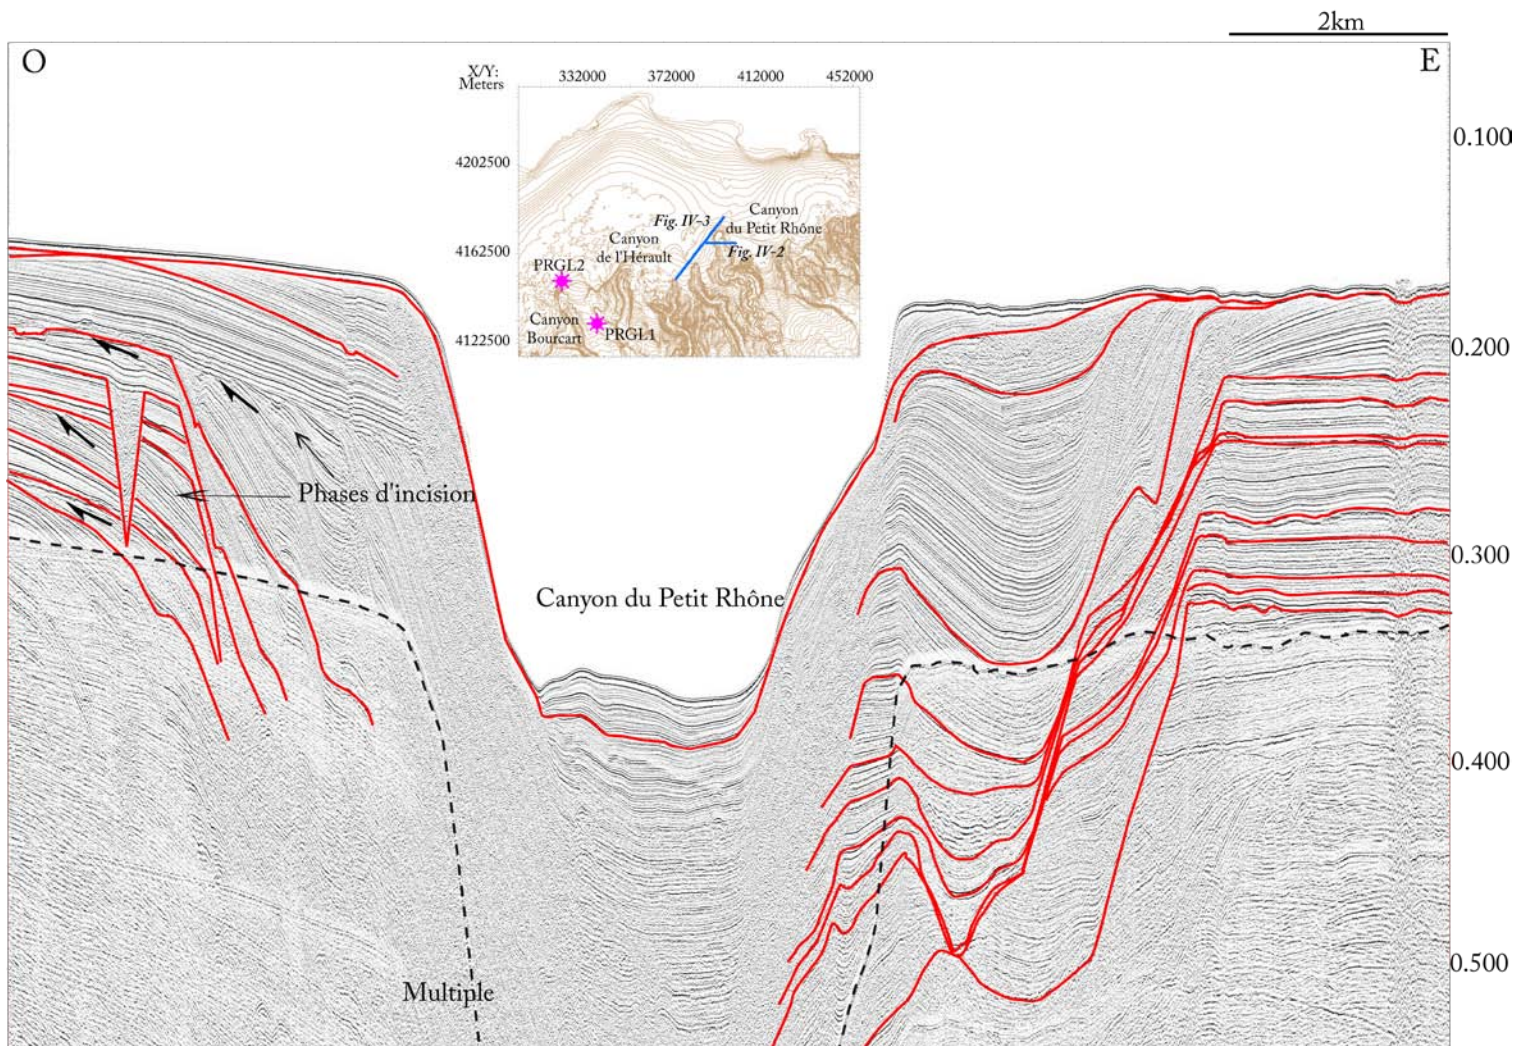 2km
O
E
X/Y:
Meters
332000 372000 412000 452000
0.100
4202500
Fig. IV-3
Canyon
du Petit Rhône
Canyon
de l'Hérault
Fig. IV-2
4162500
PRGL2
Canyon
Bourcart
PRGL1
4122500
0.200
Phases d'incision
0.300
Canyon du Petit Rhône
0.400
0.500
Multiple